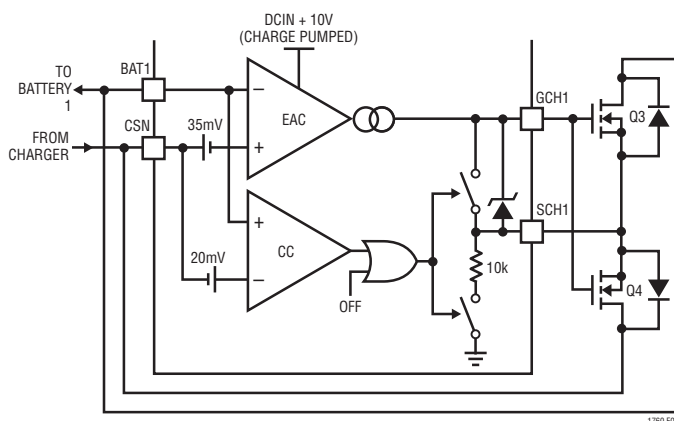 DCIN + 10V
(CHARGE PUMPED)
TO
BATTERY
1
BAT1
FROM
CHARGER
CSN
35mV
–
EAC
+
GCH1
Q3
+
CC
–
20mV
OFF
10k
SCH1
Q4